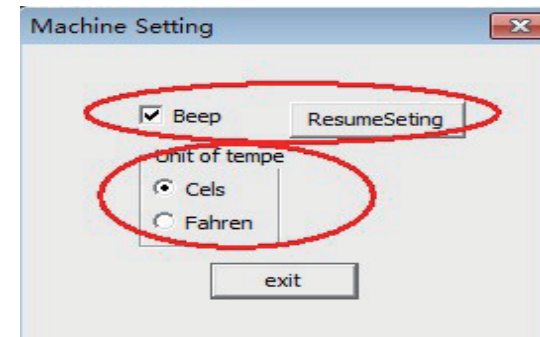 Machine Setting
Beep
ResumeSeting
Unit of tempe
Cels
Fahren
exit